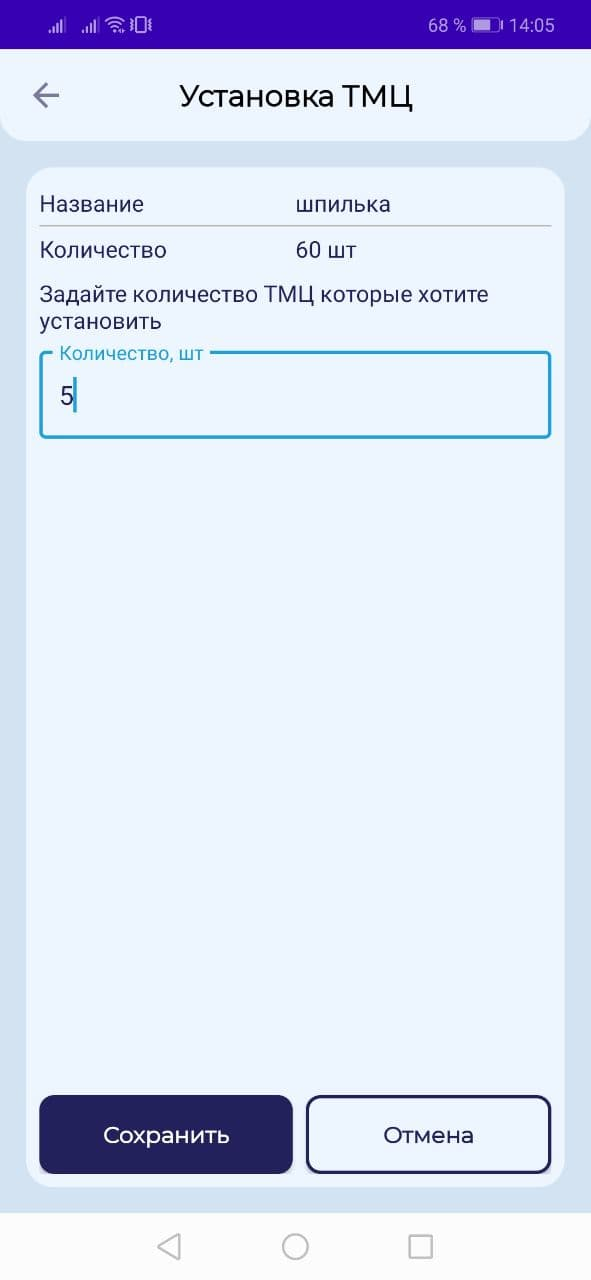 68 % 14:05
Установка ТМЦ
Название шпилька
Количество 60 шт
Задайте количество ТМЦ которые хотите
установить
Количество, шт
5
Сохранить Отмена